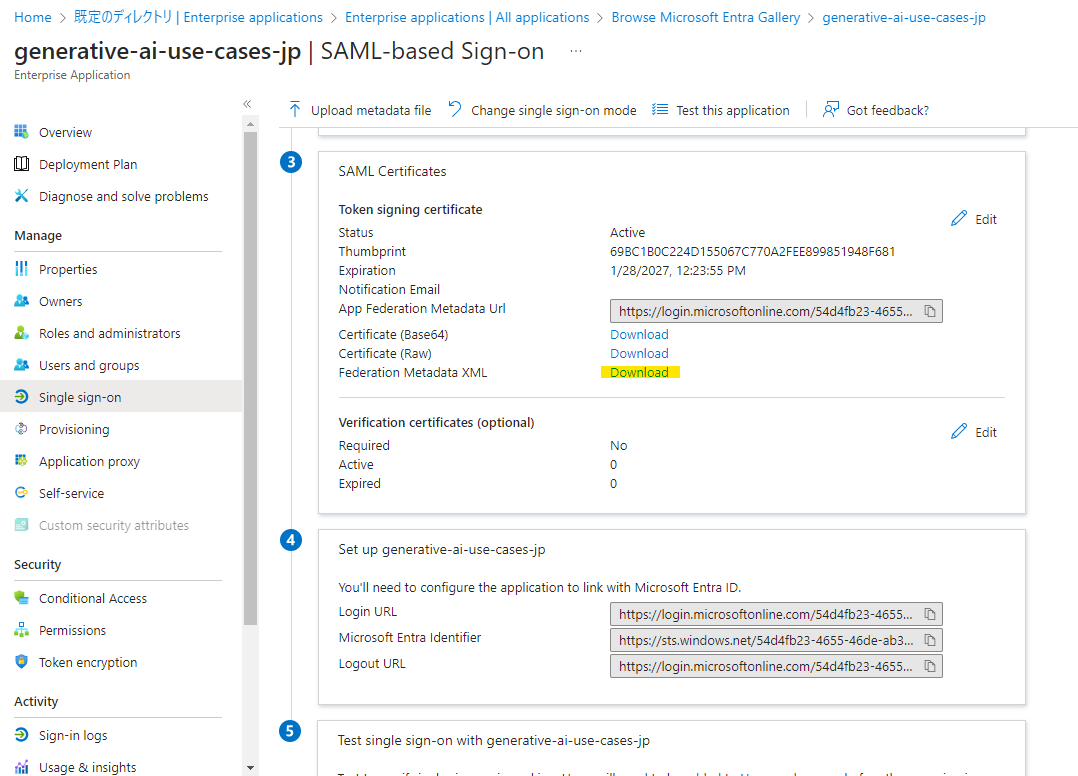 Home > 既定のディレクトリ | Enterprise applications > Enterprise applications | All applications > Browse Microsoft Entra Gallery > generative-ai-use-cases-jp
generative-ai-use-cases-jp | SAML-based Sign-on ...
Enterprise Application
«
Overview
Deployment Plan
Diagnose and solve problems
Manage
Properties
Owners
Roles and administrators
Users and groups
Single sign-on
Provisioning
Application proxy
Self-service
Custom security attributes
Security
Conditional Access
Permissions
Token encryption
Activity
Sign-in logs
Usage & insights
Upload metadata file Change single sign-on mode Test this application Got feedback?
3
SAML Certificates
Token signing certificate
Edit
Status Active
Thumbprint 69BC1B0C224D155067C770A2FEE899851948F681
Expiration 1/28/2027, 12:23:55 PM
Notification Email
App Federation Metadata Url https://login.microsoftonline.com/54d4fb23-4655...
Certificate (Base64) Download
Certificate (Raw) Download
Federation Metadata XML Download
Verification certificates (optional)
Edit
Required No
Active 0
Expired 0
4
Set up generative-ai-use-cases-jp
You'll need to configure the application to link with Microsoft Entra ID.
Login URL https://login.microsoftonline.com/54d4fb23-4655...
Microsoft Entra Identifier https://sts.windows.net/54d4fb23-4655-46de-ab3...
Logout URL https://login.microsoftonline.com/54d4fb23-4655...
5
Test single sign-on with generative-ai-use-cases-jp